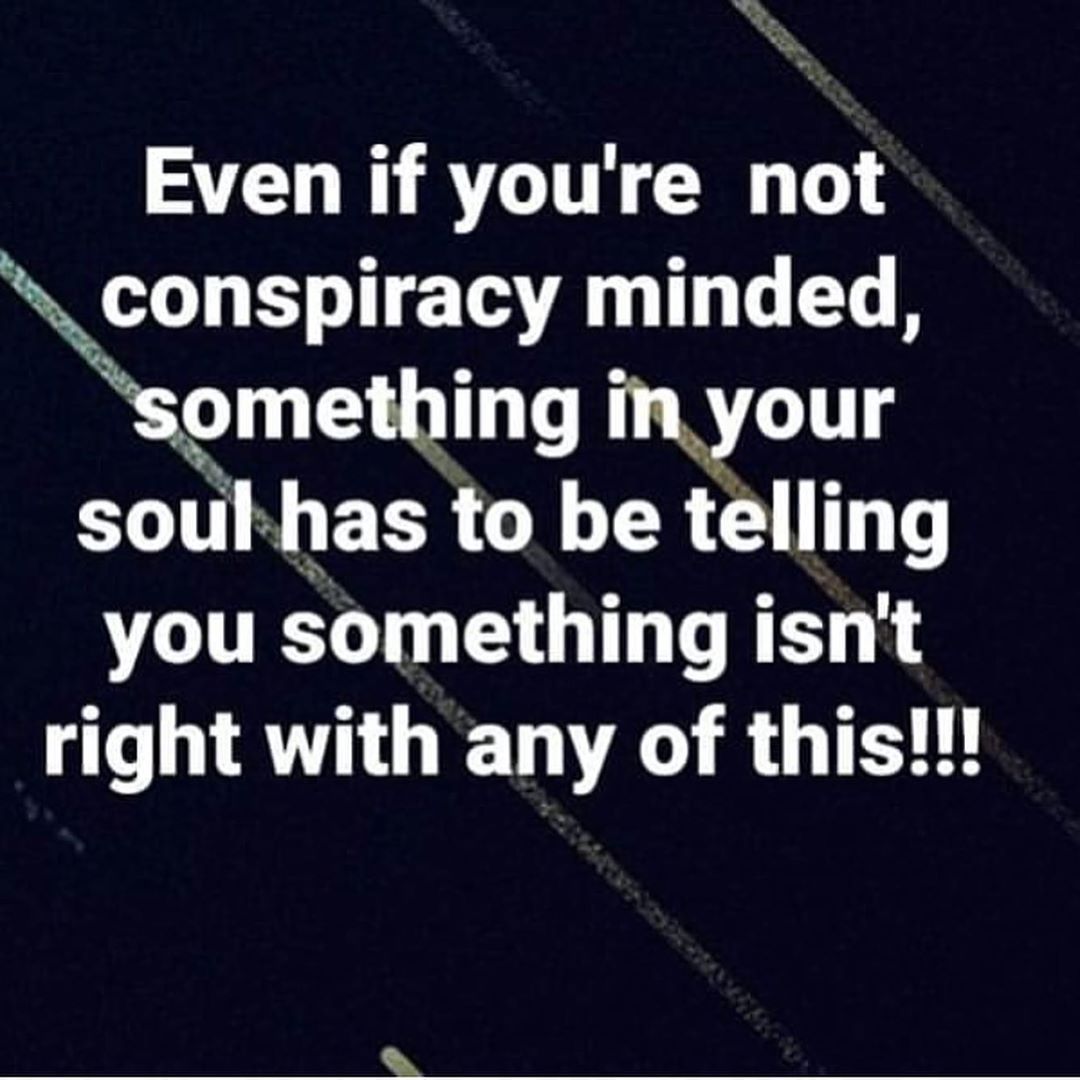 Even if you're  not
conspiracy minded,
something in your
soul has to be telling
you something isn't
right with any of this!!!